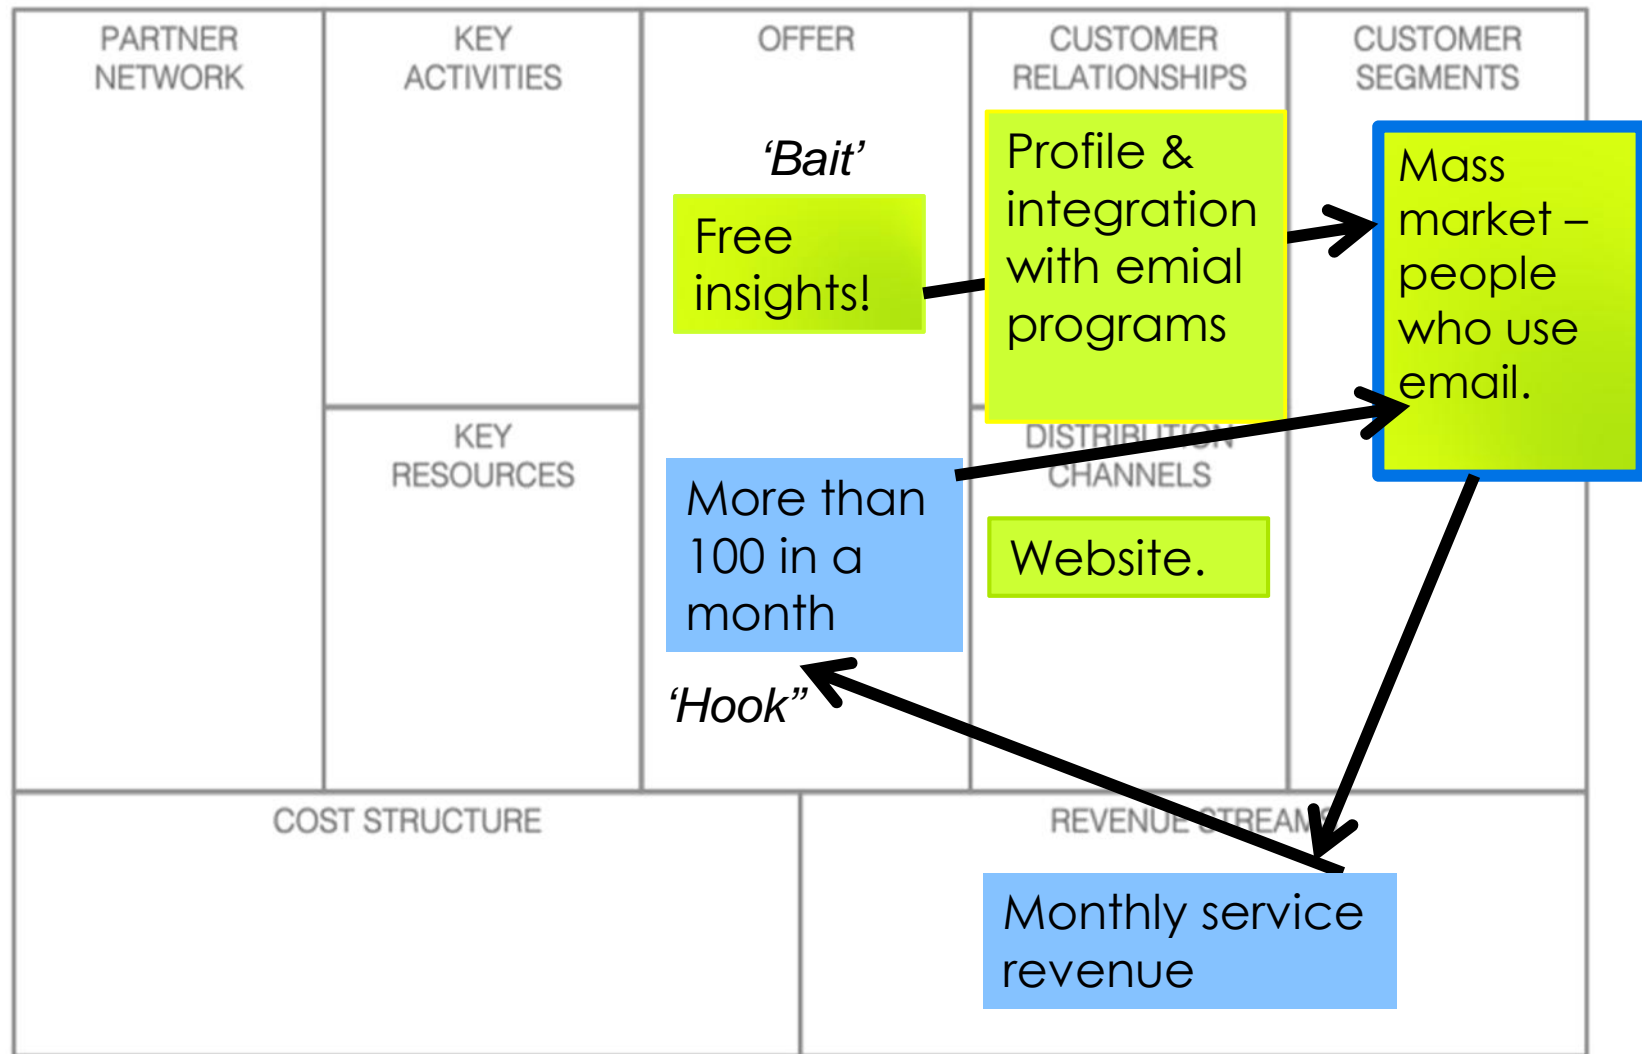 PARTNER
NETWORK
KEY
ACTIVITIES
OFFER
CUSTOMER
RELATIONSHIPS
CUSTOMER
SEGMENTS
‘Bait’
Free
insights!
Profile &
integration
with emial
programs
Mass
market –
people
who use
email.
KEY
RESOURCES
More than
100 in a
month
‘Hook”
DISTRIBUTION
CHANNELS
Website.
COST STRUCTURE
REVENUE STREAMS
Monthly service
revenue